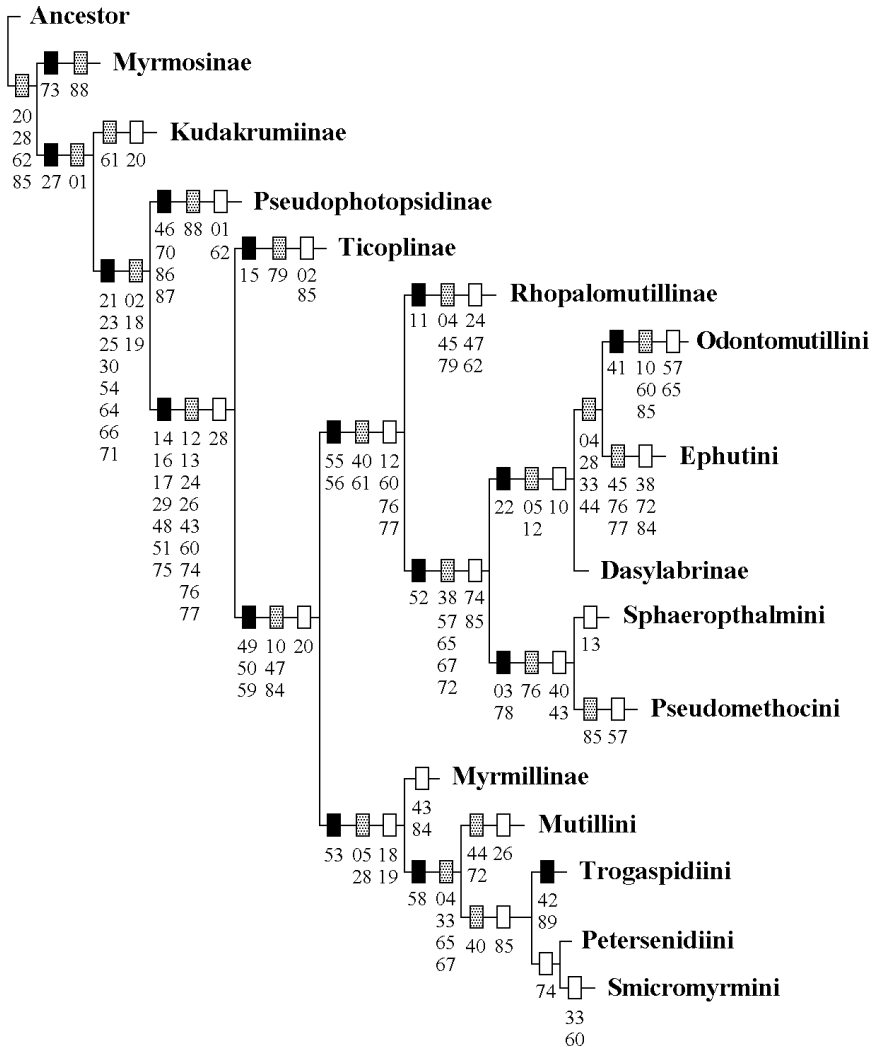 Ancestor
Myrmosinae
73 88
20
28
62
85
Kudakrumiinae
61 20
27 01
Pseudophotopsidinae
46 88 01
70 62
86
87
Ticoplinae
15 79 02
85
21 02
23 18
25 19
30
54
64
66
71
Rhopalomutillinae
11 04 24
45 47
79 62
Odontomutillini
41 10 57
60 65
85
04
28
33
44
Ephutini
45 38
76 72
77 84
14 12 28
16 13
17 24
29 26
48 43
51 60
75 74
76
77
55 40 12
56 61 60
76
77
22 05 10
12
Dasylabrinae
52 38 74
57 85
65
67
72
Sphaeropthalmini
13
49 10 20
50 47
59 84
03 76 40
78 43
Pseudomethocini
85 57
Myrmillinae
43
84
53 05 18
28 19
Mutillini
44 26
72
58 04
33
65
67
Trogaspidiini
42
89
40 85
Petersenidiini
74
Smicromyrmini
33
60